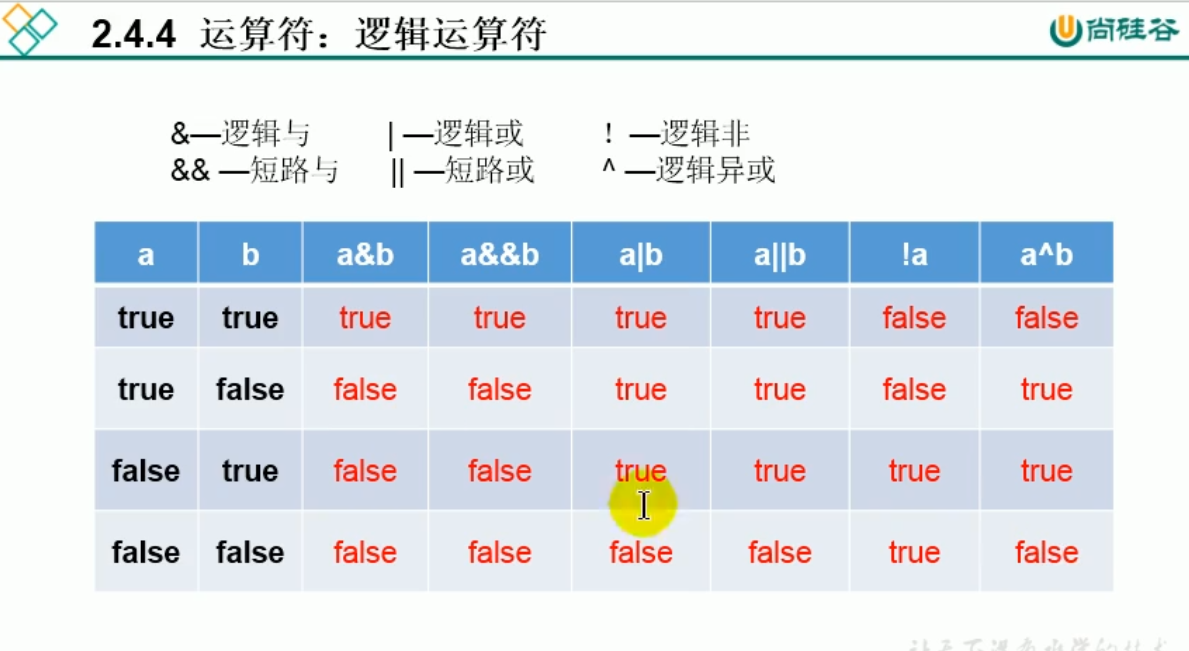 2.4.4 运算符：逻辑运算符
尚硅谷
&—逻辑与 | —逻辑或 ！—逻辑非
&& —短路与 || —短路或 ^ —逻辑异或
a b a&b a&&b a|b a||b !a a^b
true true true true true true false false
true false false false true true false true
false true false false true true true true
false false false false false false true false